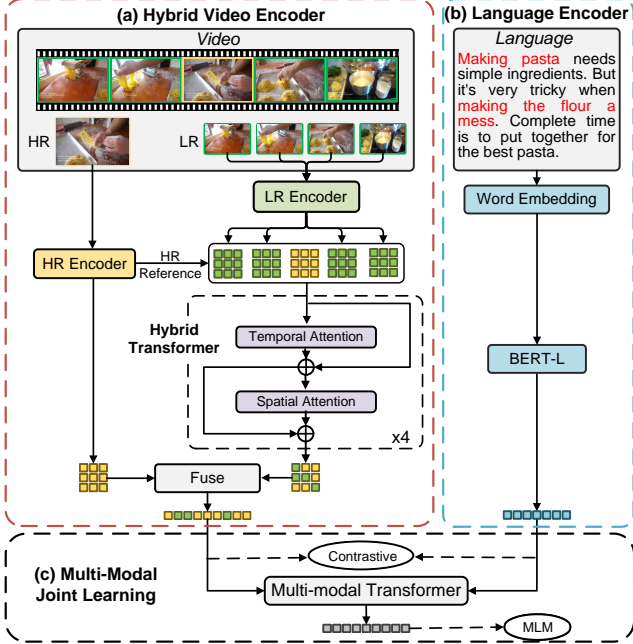 (a) Hybrid Video Encoder
Video
HR
LR
LR Encoder
HR Encoder
HR
Reference
Hybrid
Transformer
Temporal Attention
Spatial Attention
x4
Fuse
(b) Language Encoder
Language
Making pasta needs
simple ingredients. But
it's very tricky when
making the flour a
mess. Complete time
is to put together for
the best pasta.
Word Embedding
BERT-L
(c) Multi-Modal
Joint Learning
Contrastive
Multi-modal Transformer
MLM